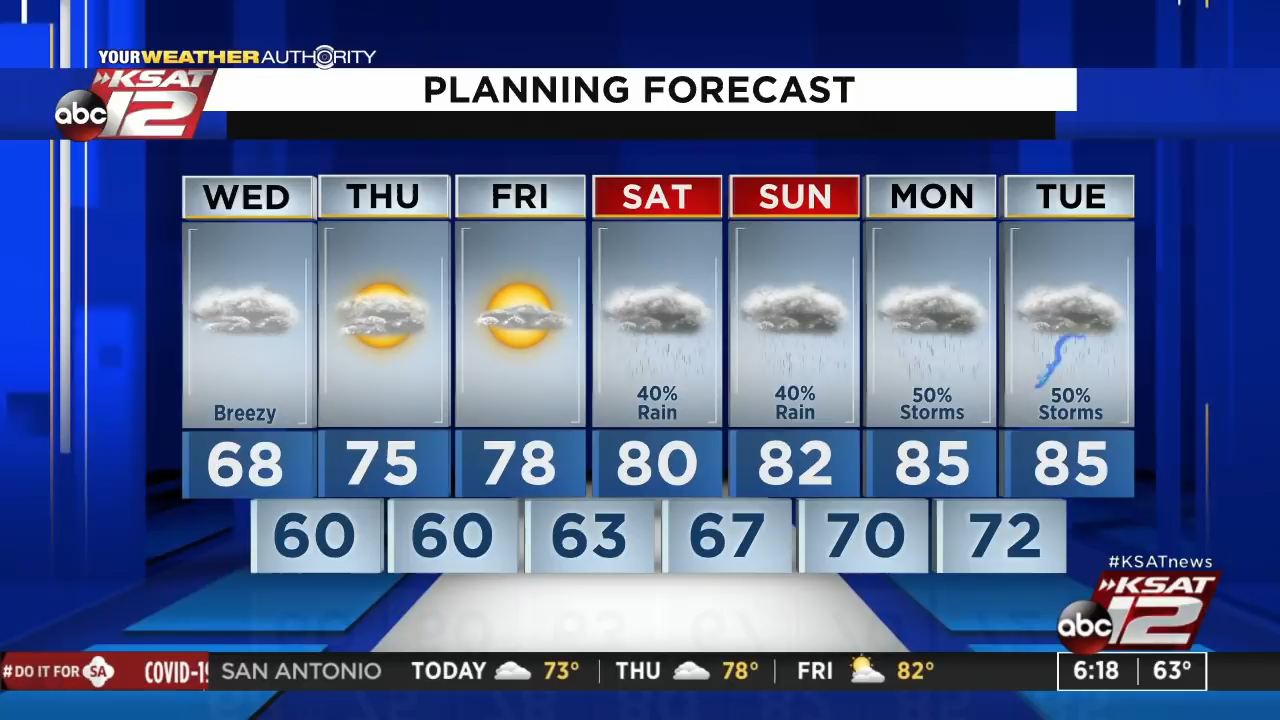 YOURWEATHERAUTHORITY
KSAT
abc 12
PLANNING FORECAST
WED THU FRI SAT SUN MON TUE
Breezy
40% Rain
40% Rain
50% Storms
50% Storms
68 75 78 80 82 85 85
60 60 63 67 70 72
#KSATnews
KSAT
abc 12
#DO IT FOR SA COVID-19 SAN ANTONIO TODAY 73° THU 78° FRI 82° 6:18 63°